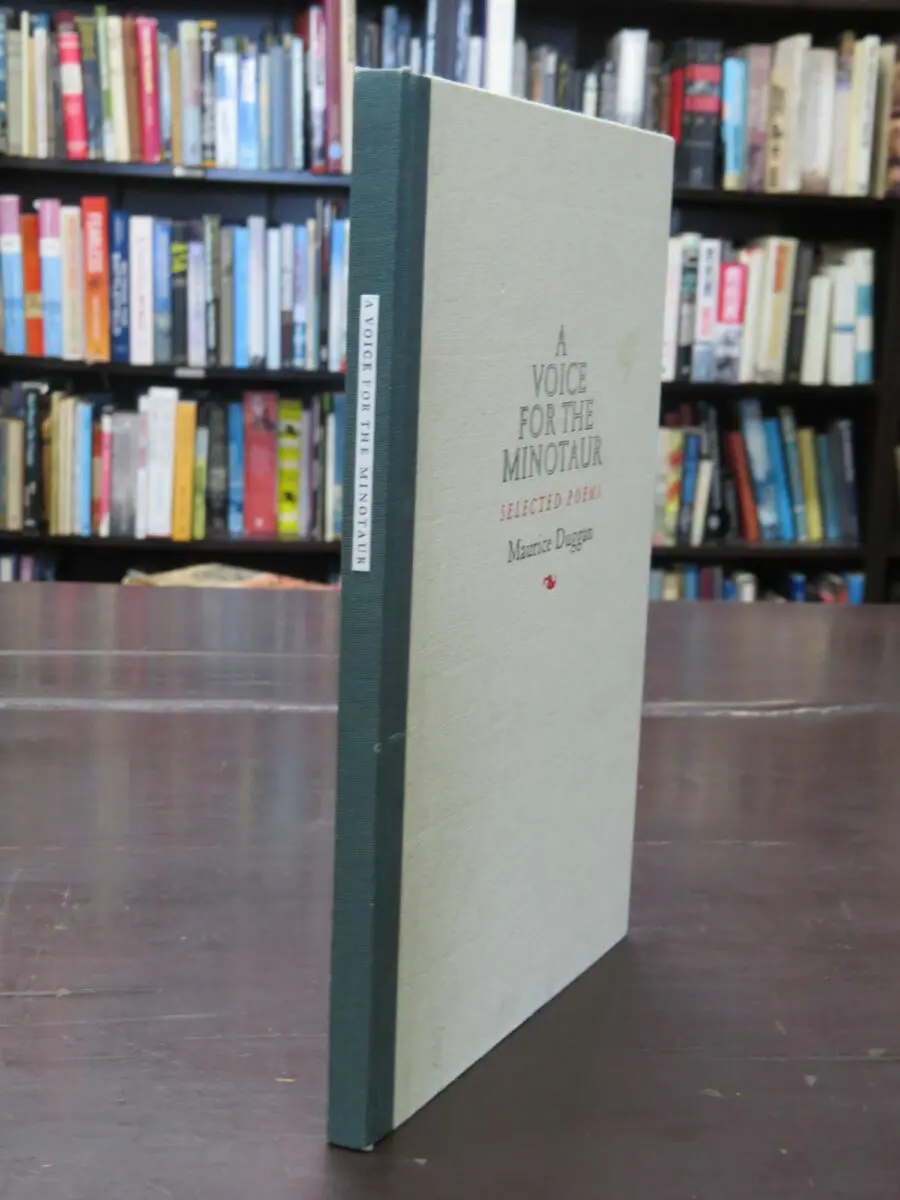 A VOICE FOR THE MINOTAUR
A
VOICE
FOR THE
MINOTAUR
SELECTED POEMS
Maurice Duggan